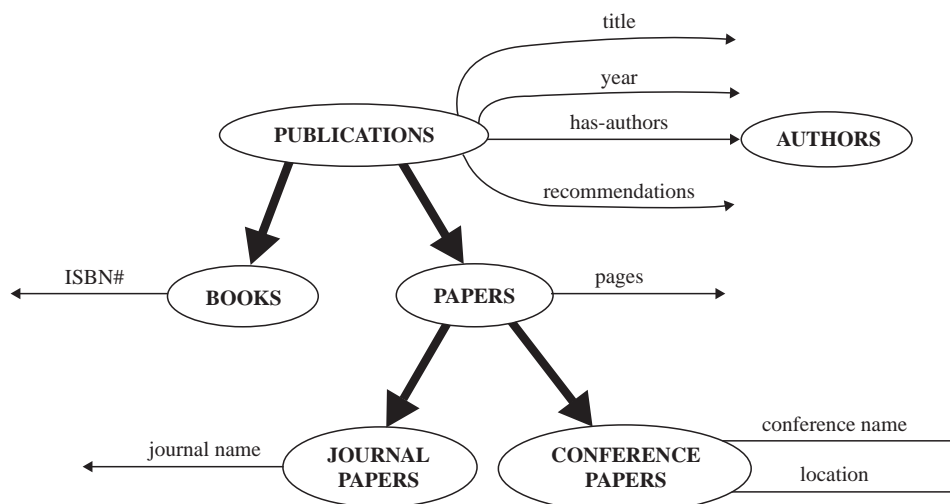 title
year
PUBLICATIONS
has-authors
AUTHORS
recommendations
ISBN#
BOOKS
PAPERS
pages
journal name
JOURNAL
PAPERS
CONFERENCE
PAPERS
conference name
location